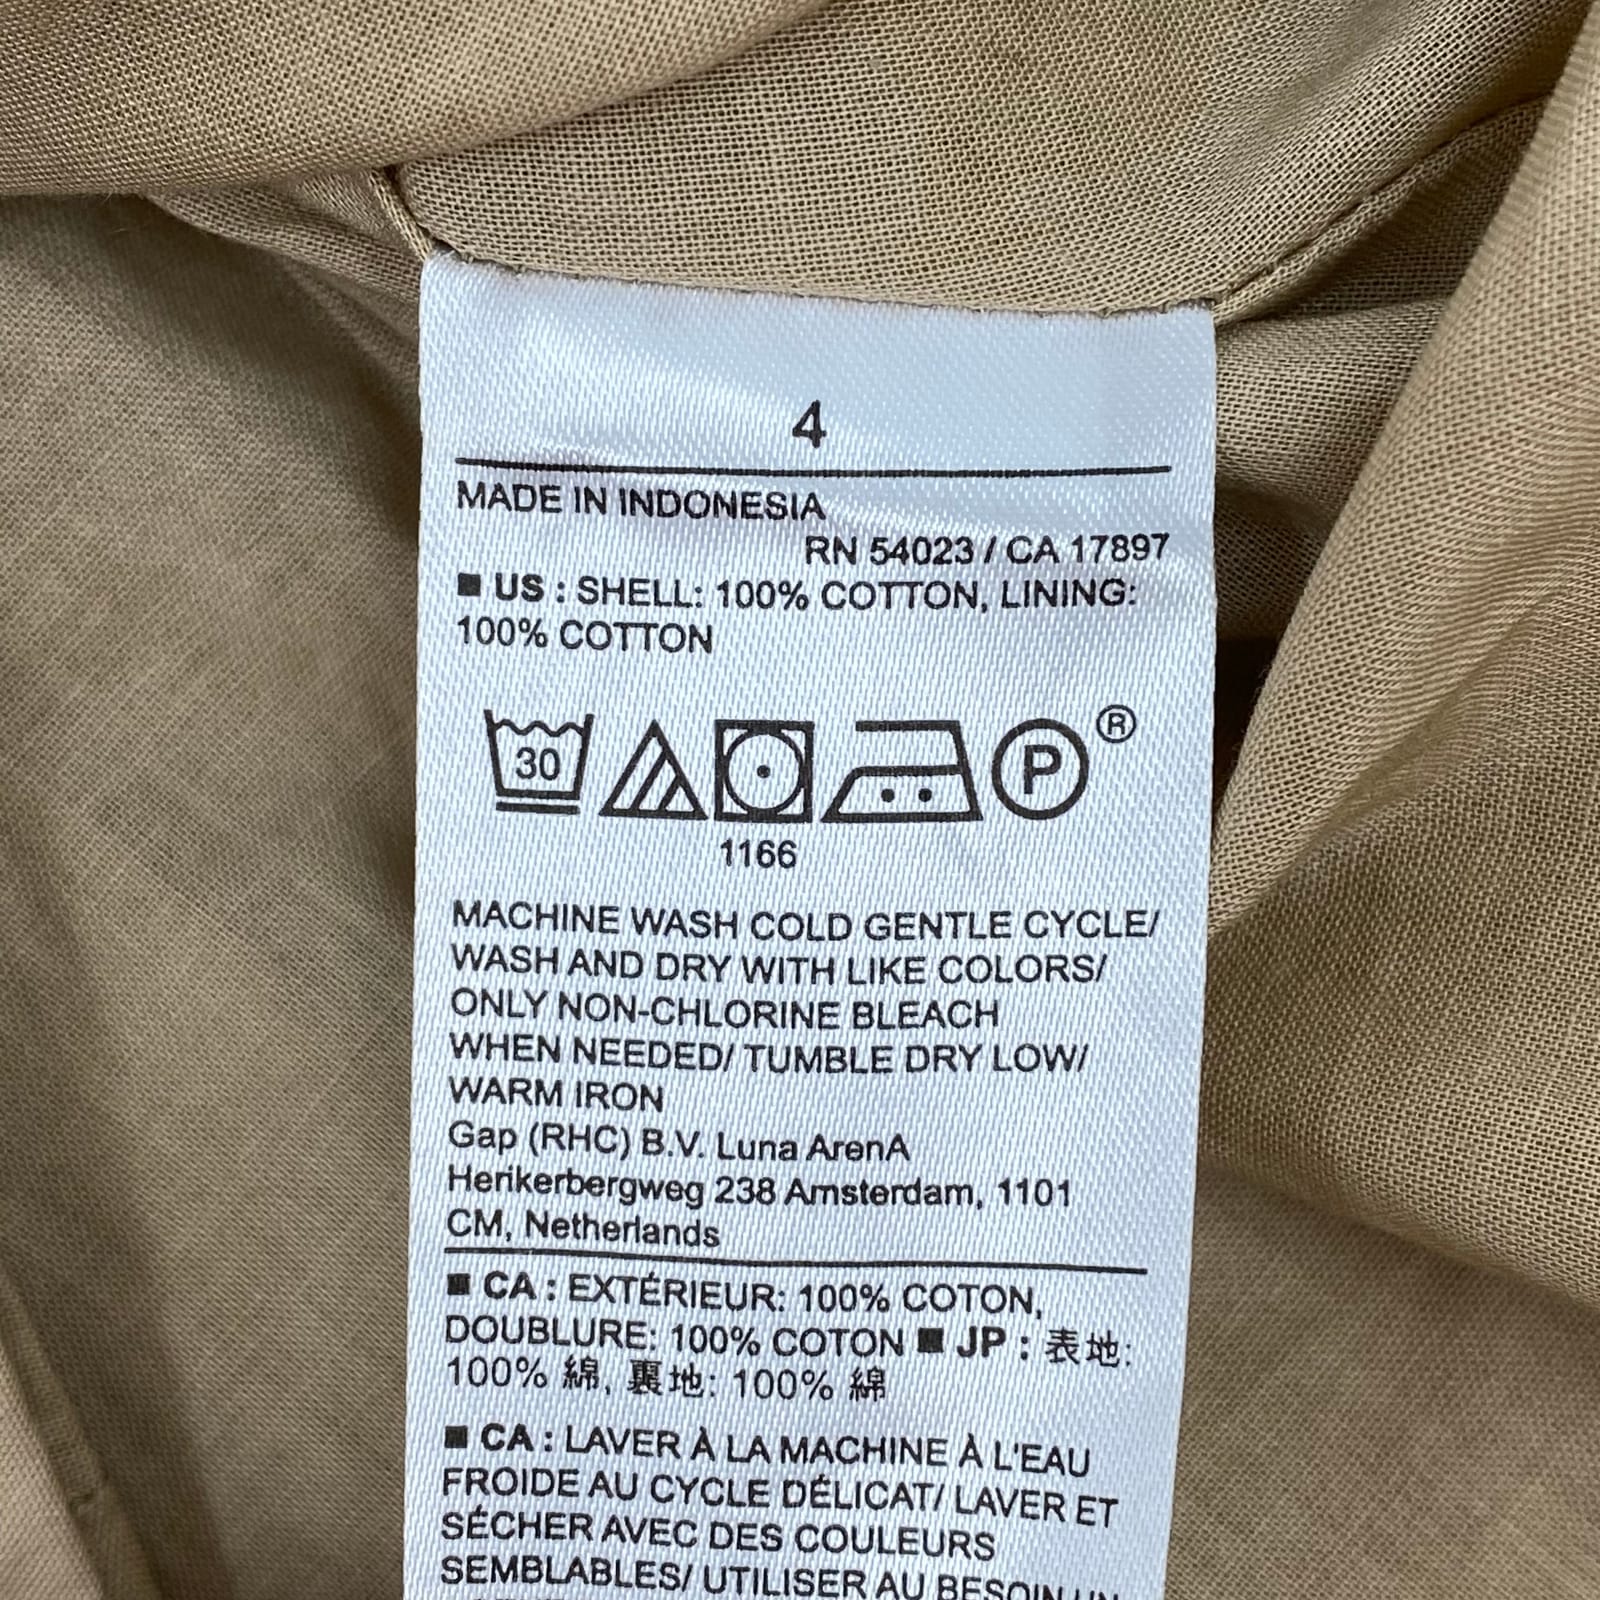 4
MADE IN INDONESIA
RN 54023 / CA 17897
■ US : SHELL: 100% COTTON, LINING:
100% COTTON
30 P ®
1166
MACHINE WASH COLD GENTLE CYCLE/
WASH AND DRY WITH LIKE COLORS/
ONLY NON-CHLORINE BLEACH
WHEN NEEDED/ TUMBLE DRY LOW/
WARM IRON
Gap (RHC) B.V. Luna ArenA
Herikerbergweg 238 Amsterdam, 1101
CM, Netherlands
■ CA : EXTÉRIEUR: 100% COTON,
DOUBLURE: 100% COTON ■ JP : 表地:
100% 綿, 裏地: 100% 綿
■ CA : LAVER À LA MACHINE À L'EAU
FROIDE AU CYCLE DÉLICAT/ LAVER ET
SÉCHER AVEC DES COULEURS
SEMBLABLES/ UTILISER AU BESOIN UN